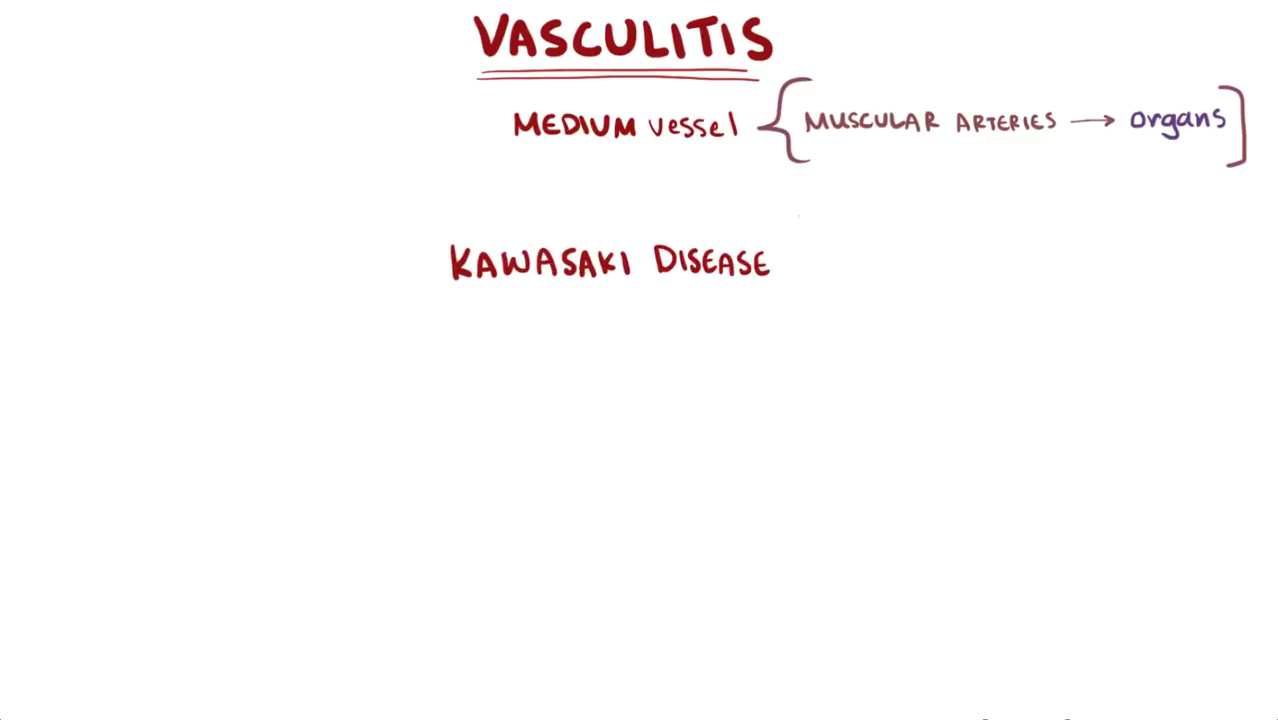 VASCULITIS
MEDIUM vessel { MUSCULAR ARTERIES → organs ]
KAWASAKI DISEASE